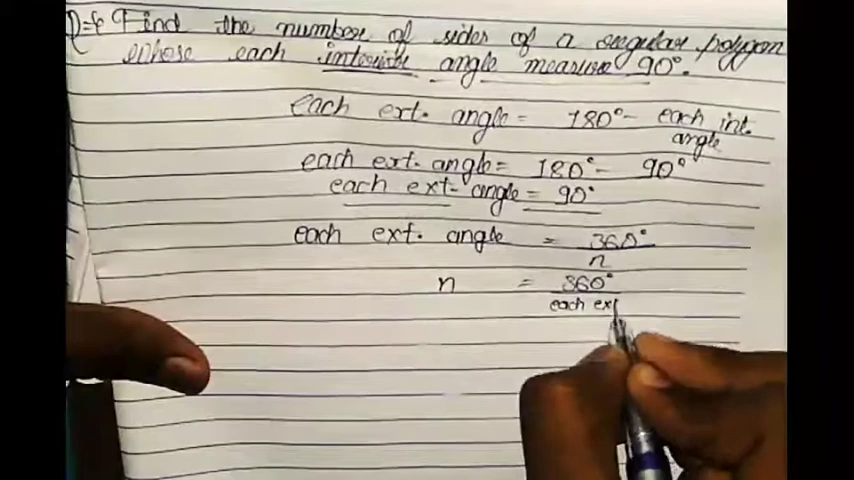 Q=4 Find the number of sides of a regular polygon
whose each interior angle measure 90°.
each ext. angle = 180° - each int. angle
each ext. angle = 180° - 90°
each ext. angle = 90°
each ext. angle = 360° / n
n = 360° / each ext